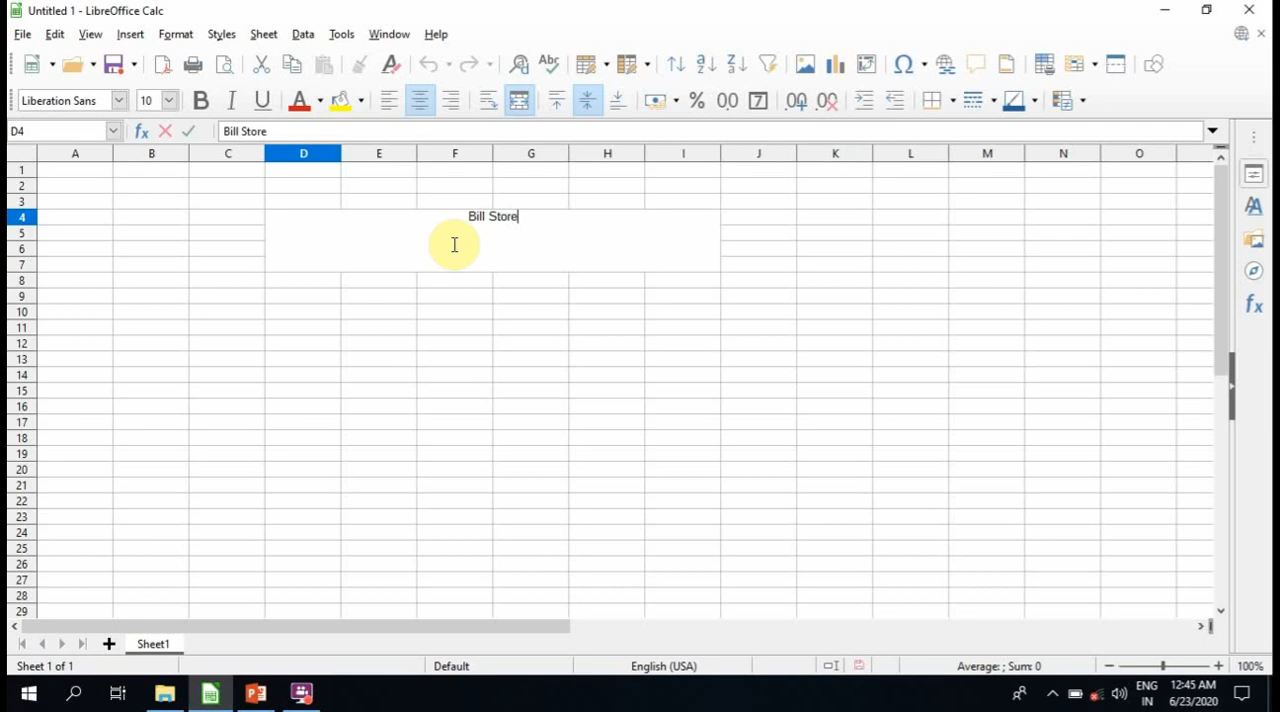 Untitled 1 - LibreOffice Calc
File Edit View Insert Format Styles Sheet Data Tools Window Help
Liberation Sans 10
D4 Bill Store
A B C D E F G H I J K L M N O
1
2
3
4 Bill Store
5
6
7
8
9
10
11
12
13
14
15
16
17
18
19
20
21
22
23
24
25
26
27
28
29
Sheet1
Sheet 1 of 1 Default English (USA) Average: ; Sum: 0 100%
ENG 12:45 AM
IN 6/23/2020